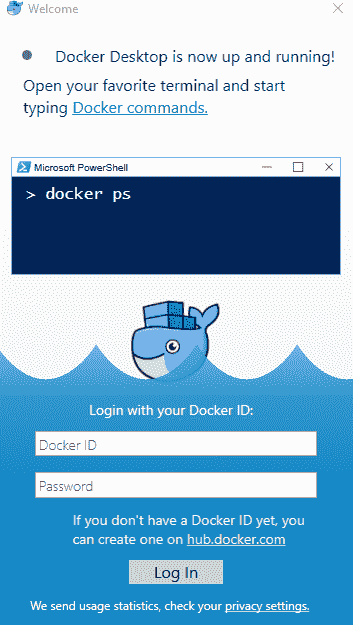 Welcome
Docker Desktop is now up and running!
Open your favorite terminal and start
typing Docker commands.
Microsoft PowerShell
> docker ps
Login with your Docker ID:
Docker ID
Password
If you don't have a Docker ID yet, you
can create one on hub.docker.com
Log In
We send usage statistics, check your privacy settings.